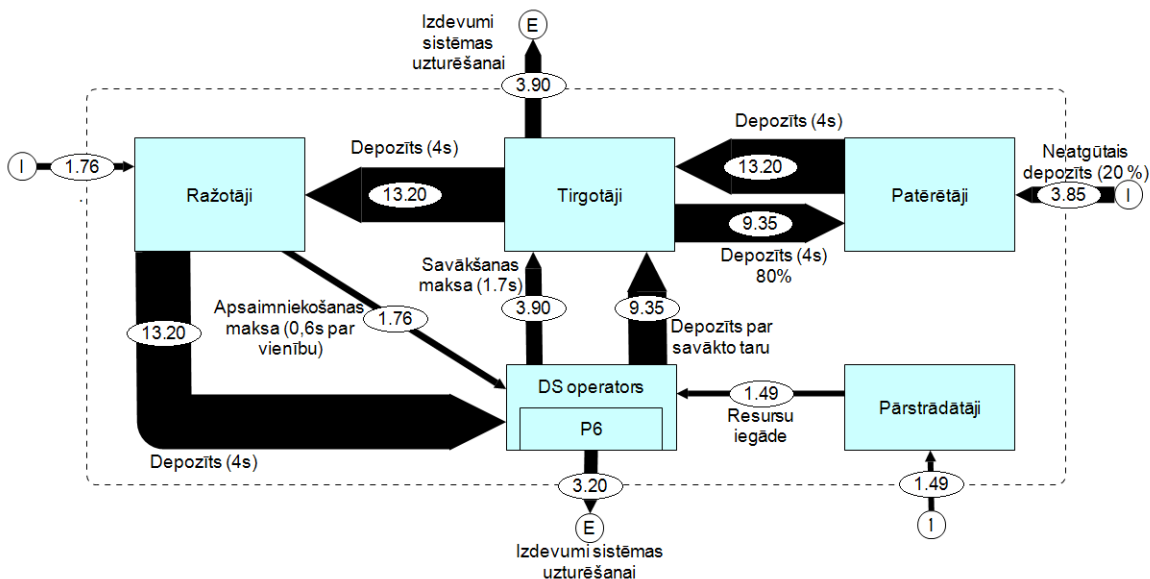 Izdevumi
sistēmas
uzturēšanai
E
3.90
I
1.76
Ražotāji
Depozīts (4s)
13.20
Tirgotāji
Depozīts (4s)
13.20
9.35
Depozīts (4s)
80%
Patērētāji
Neatgūtais
depozīts (20 %)
3.85
I
13.20
Apsaimniekošanas
maksa (0,6s par
vienību)
1.76
Savākšanas
maksa (1.7s)
3.90
9.35
Depozīts par
savākto taru
DS operators
P6
1.49
Resursu
iegāde
Pārstrādātāji
Depozīts (4s)
3.20
E
Izdevumi sistēmas
uzturēšanai
1.49
1